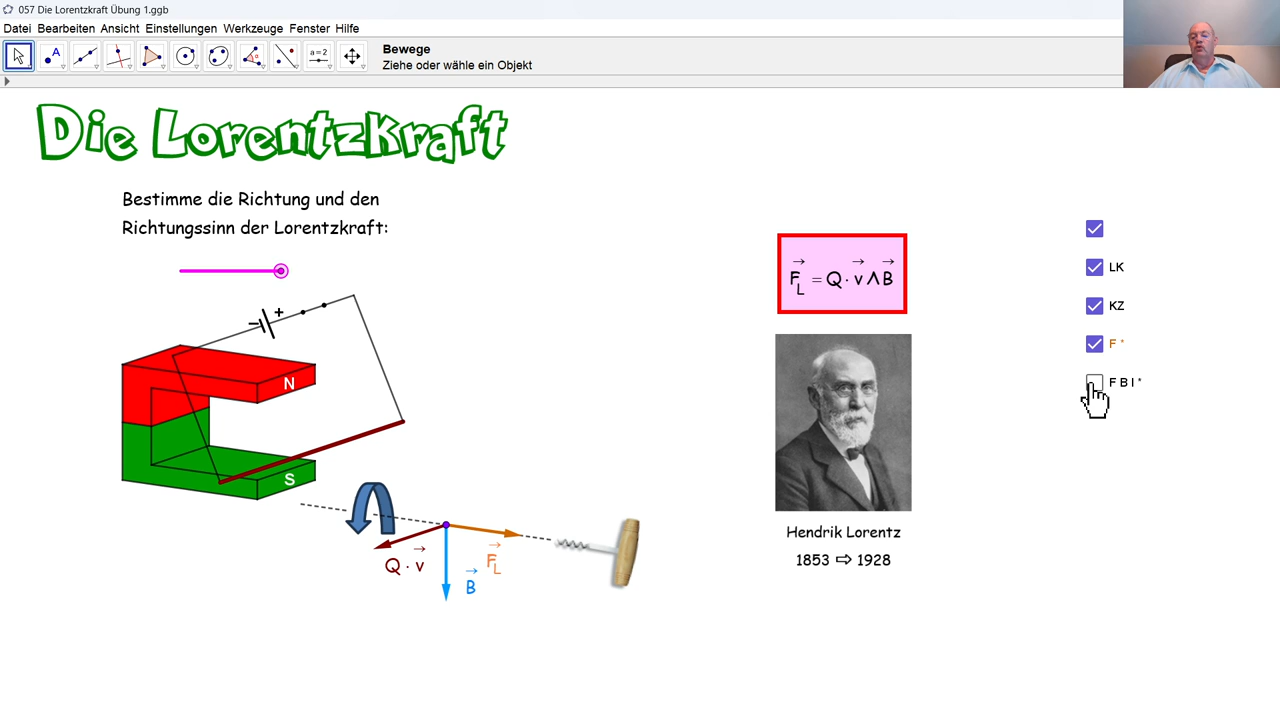 057 Die Lorentzkraft Übung 1.ggb
Datei Bearbeiten Ansicht Einstellungen Werkzeuge Fenster Hilfe
A
a=2
Bewege
Ziehe oder wähle ein Objekt
Die Lorentzkraft
Bestimme die Richtung und den
Richtungssinn der Lorentzkraft:
− +
N
S
Q · v
B
F_L
F_L = Q · v ∧ B
Hendrik Lorentz
1853 ⇨ 1928
LK
KZ
F *
F B I *